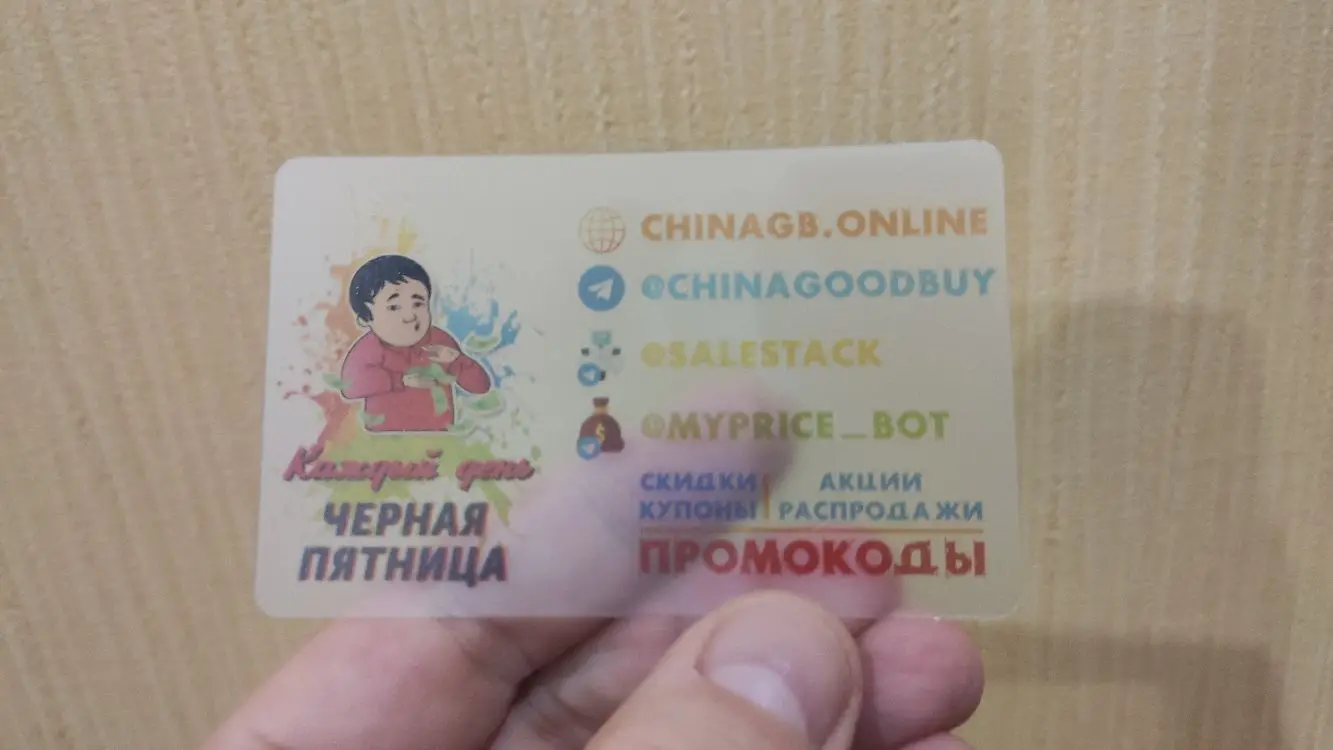 Каждый день
ЧЕРНАЯ
ПЯТНИЦА
CHINAGB.ONLINE
@CHINAGOODBUY
@SALESTACK
@MYPRICE_BOT
СКИДКИ
КУПОНЫ
АКЦИИ
РАСПРОДАЖИ
ПРОМОКОДЫ